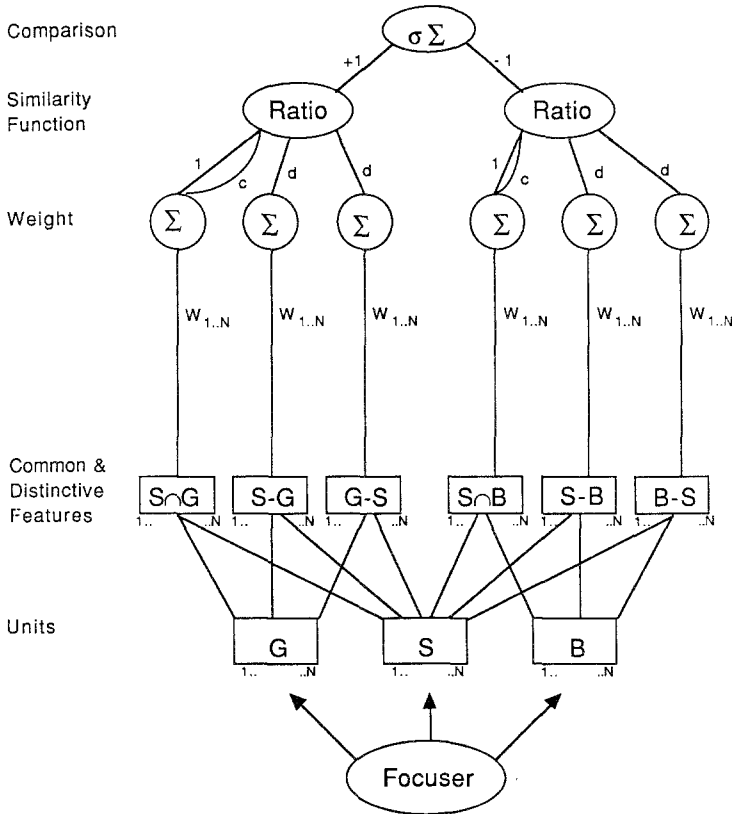 Comparison
σ Σ
+1 - 1
Similarity
Function
Ratio Ratio
1 c d d 1 c d d
Weight
Σ Σ Σ Σ Σ Σ
W 1..N W 1..N W 1..N W 1..N W 1..N W 1..N
Common &
Distinctive
Features
S∩G S-G G-S S∩B S-B B-S
1.. ..N 1.. ..N 1.. ..N 1.. ..N 1.. ..N 1.. ..N
Units
G S B
1.. ..N 1.. ..N 1.. ..N
Focuser